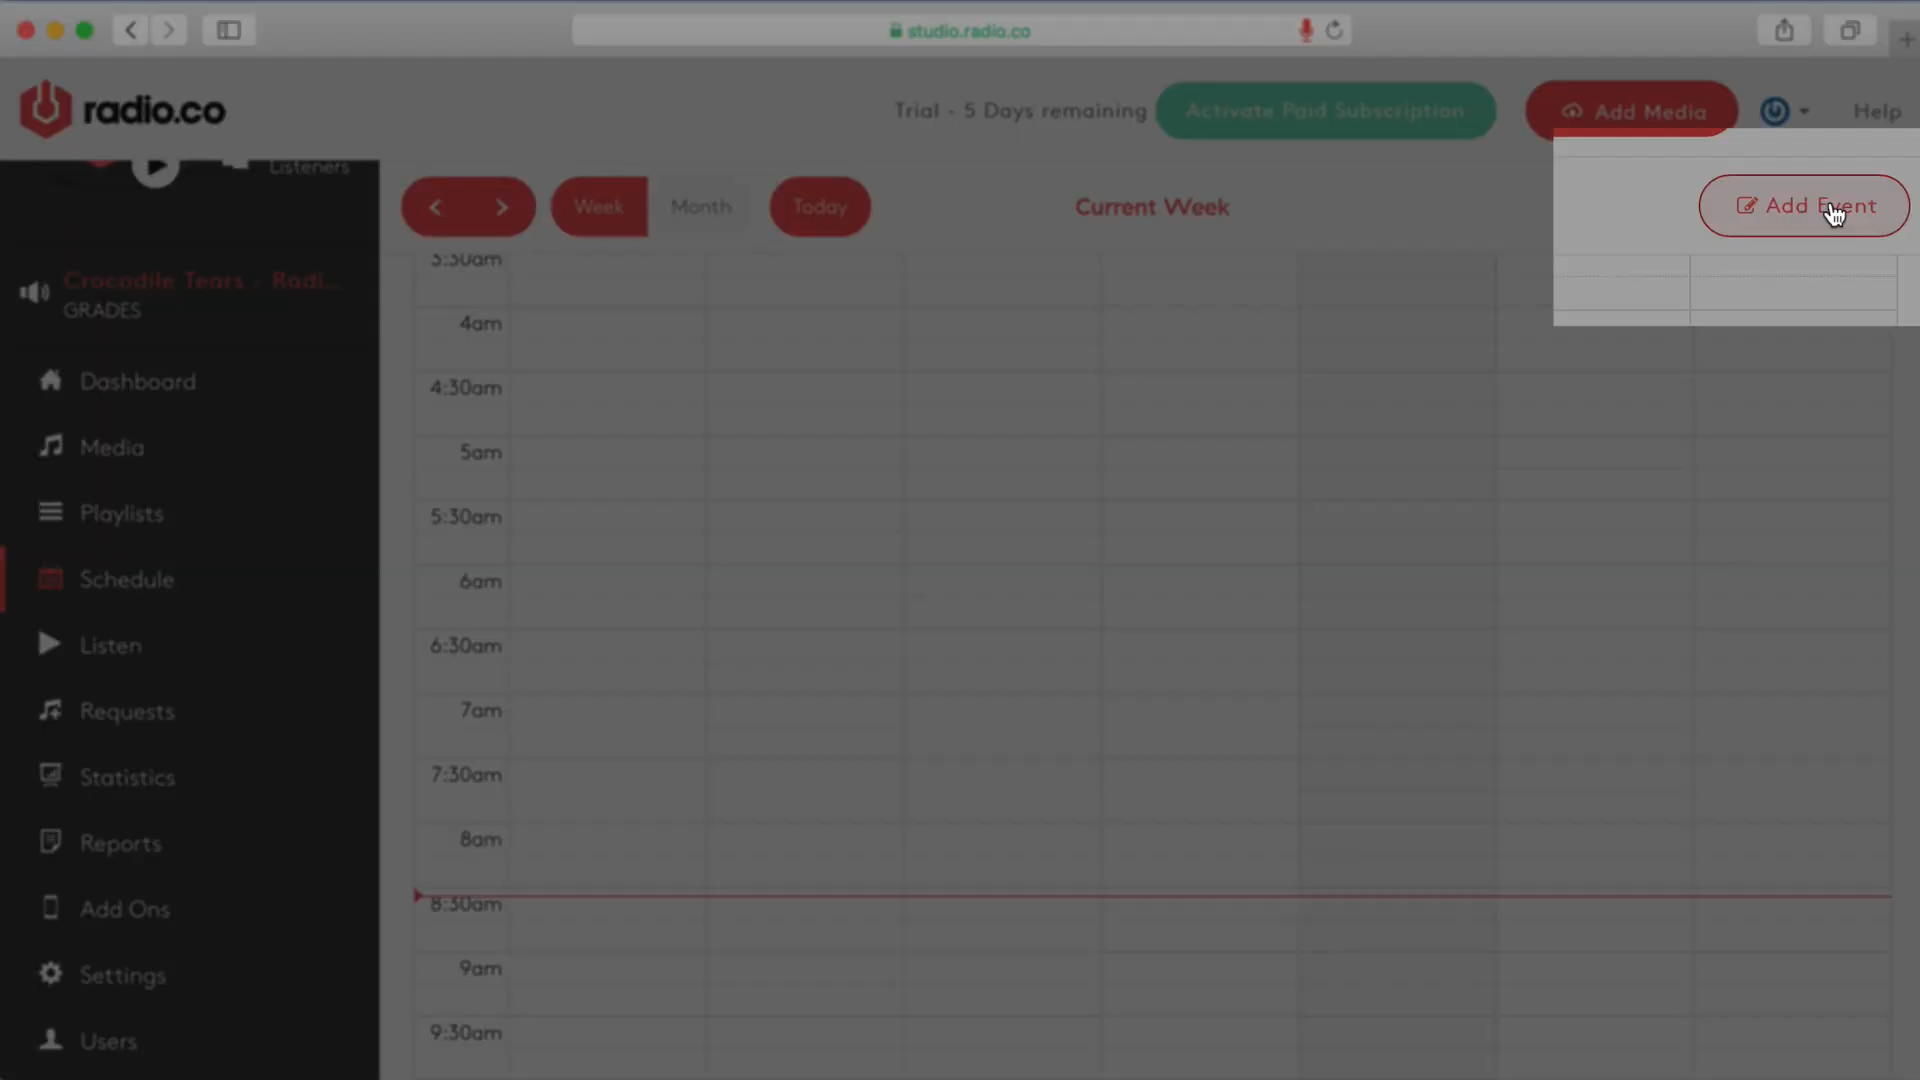 studio.radio.co
radio.co
Trial - 5 Days remaining
Activate Paid Subscription
Add Media
Help
Listeners
Week
Month
Today
Current Week
Add Event
Crocodile Tears - Radi...
GRADES
Dashboard
Media
Playlists
Schedule
Listen
Requests
Statistics
Reports
Add Ons
Settings
Users
3:30am
4am
4:30am
5am
5:30am
6am
6:30am
7am
7:30am
8am
8:30am
9am
9:30am